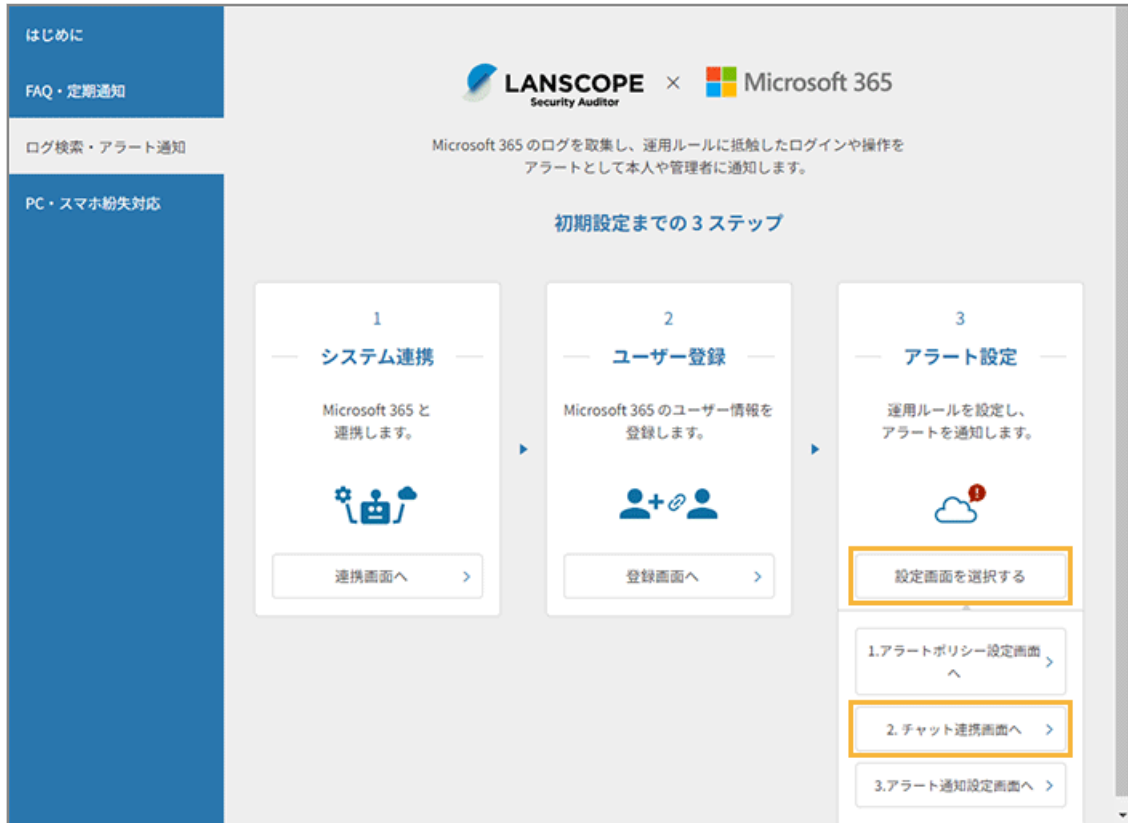 はじめに
FAQ・定期通知
ログ検索・アラート通知
PC・スマホ紛失対応
LANSCOPE
Security Auditor
×
Microsoft 365
Microsoft 365 のログを取集し、運用ルールに抵触したログインや操作を
アラートとして本人や管理者に通知します。
初期設定までの 3 ステップ
1
システム連携
Microsoft 365 と
連携します。
連携画面へ
2
ユーザー登録
Microsoft 365 のユーザー情報を
登録します。
登録画面へ
3
アラート設定
運用ルールを設定し、
アラートを通知します。
設定画面を選択する
1.アラートポリシー設定画面
へ
2. チャット連携画面へ
3.アラート通知設定画面へ